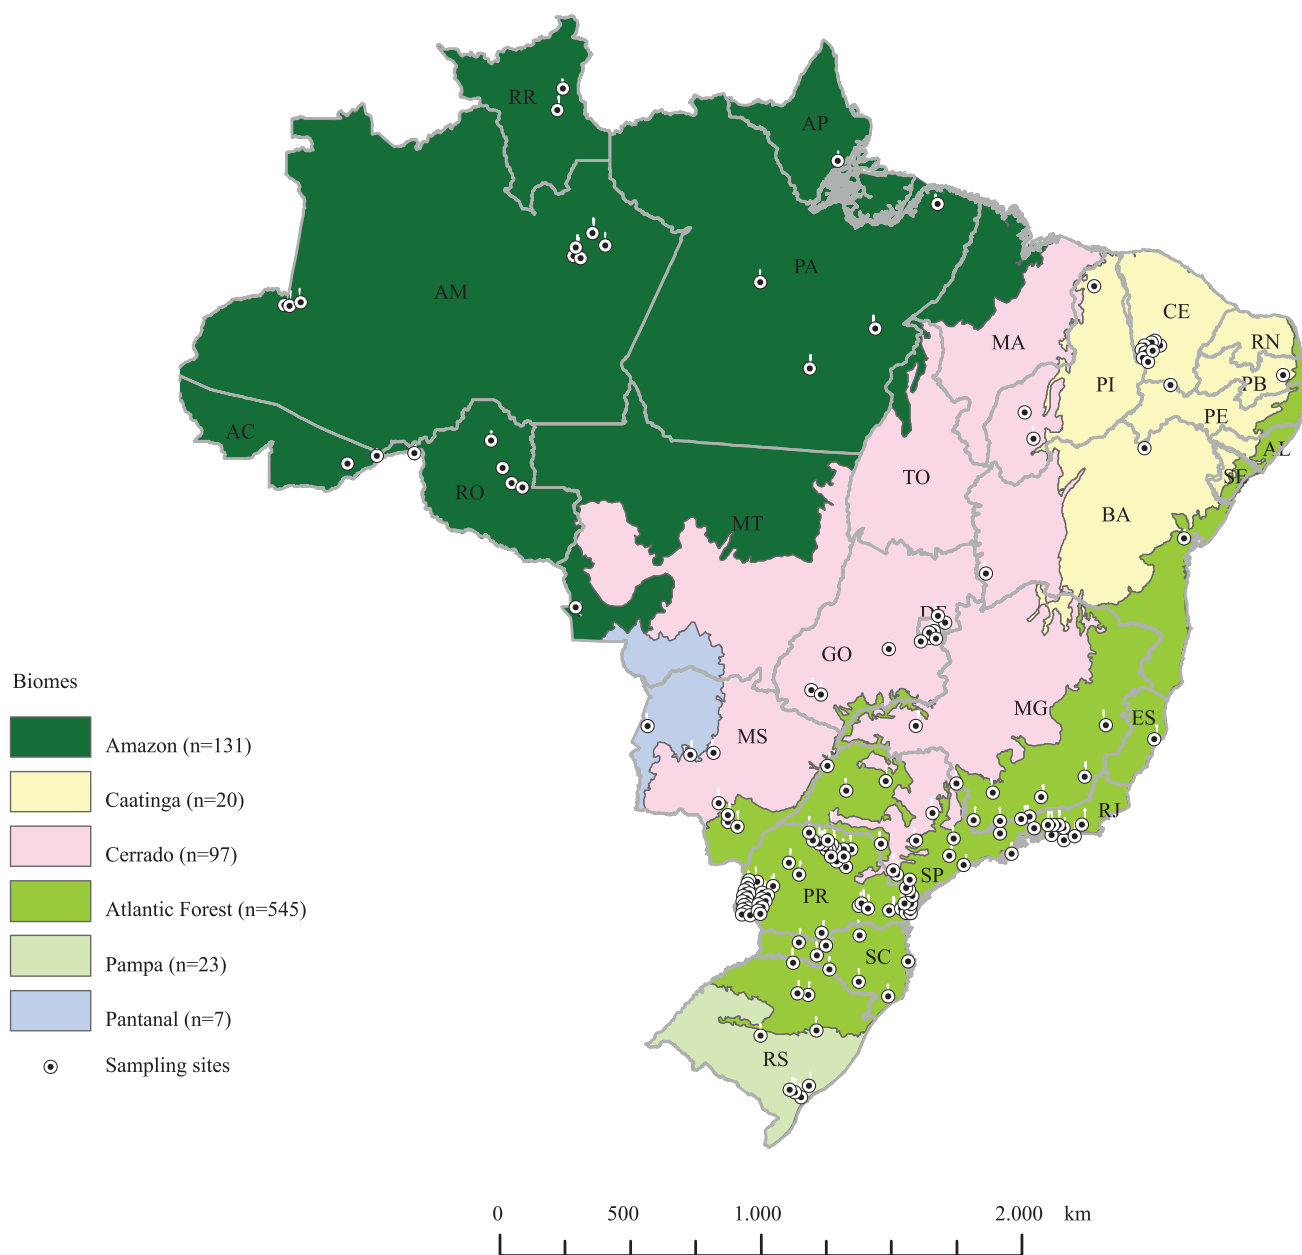 RR
AP
AM
PA
MA
CE
RN
PI
PB
PE
AC
AL
SE
TO
RO
BA
MT
DF
GO
Biomes
MG
ES
MS
Amazon (n=131)
Caatinga (n=20)
RJ
Cerrado (n=97)
SP
PR
Atlantic Forest (n=545)
SC
Pampa (n=23)
Pantanal (n=7)
RS
Sampling sites
0 500 1.000 2.000 km